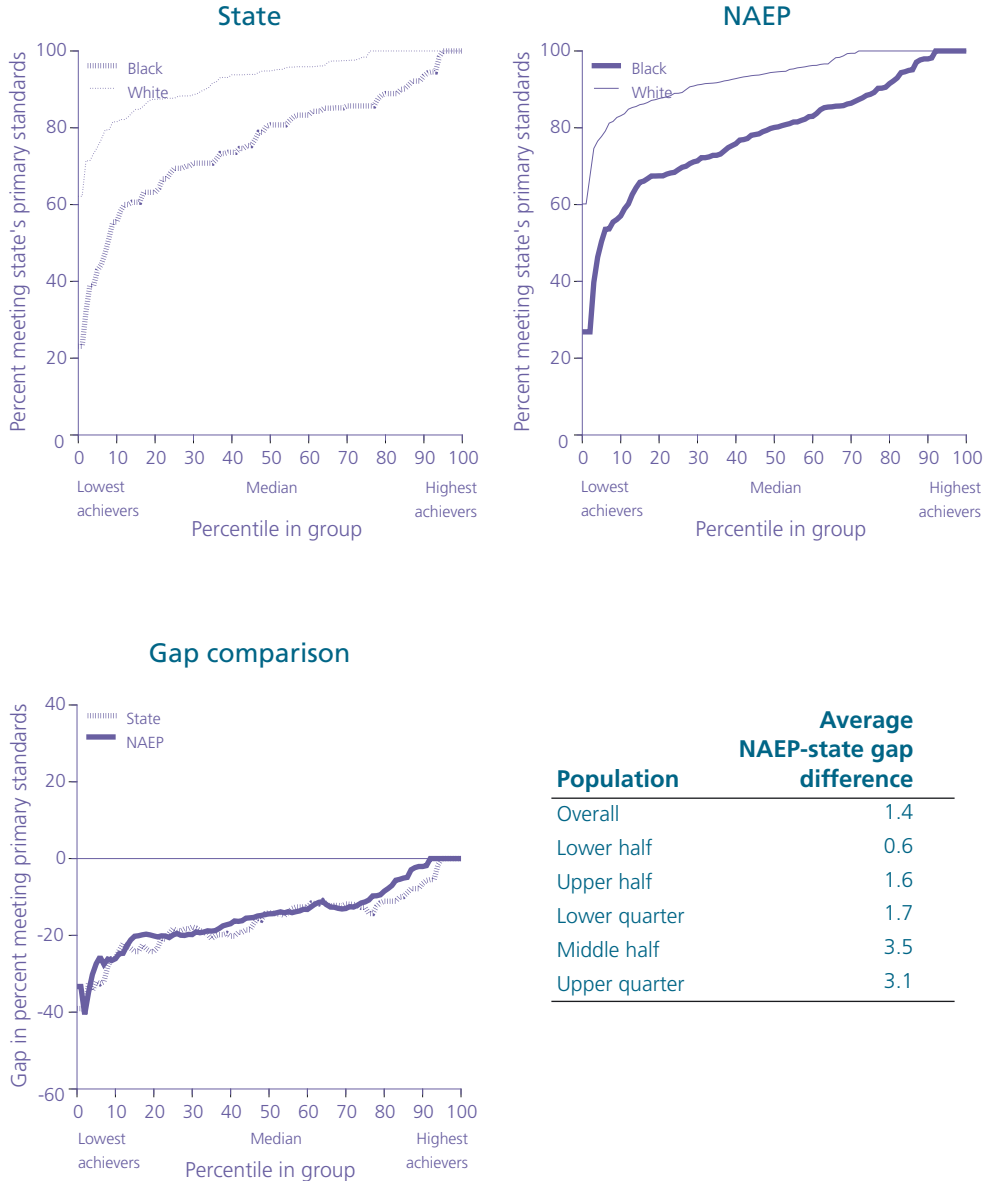 State
Percent meeting state's primary standards
100
80
60
40
20
0
Black
White
0 10 20 30 40 50 60 70 80 90 100
Lowest achievers
Median
Highest achievers
Percentile in group
NAEP
Percent meeting state's primary standards
100
80
60
40
20
0
Black
White
0 10 20 30 40 50 60 70 80 90 100
Lowest achievers
Median
Highest achievers
Percentile in group
Gap comparison
Gap in percent meeting primary standards
40
20
0
-20
-40
-60
State
NAEP
0 10 20 30 40 50 60 70 80 90 100
Lowest achievers
Median
Highest achievers
Percentile in group
Average
NAEP-state gap
Population difference
Overall 1.4
Lower half 0.6
Upper half 1.6
Lower quarter 1.7
Middle half 3.5
Upper quarter 3.1